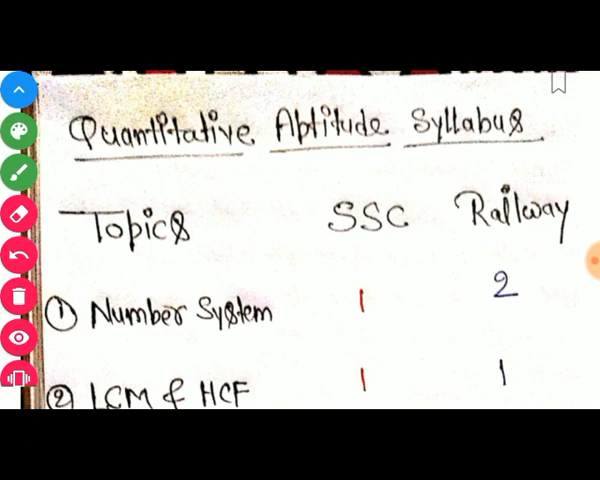 Quantitative Aptitude Syllabus
Topics SSC Railway
① Number System 1 2
② LCM & HCF 1 1